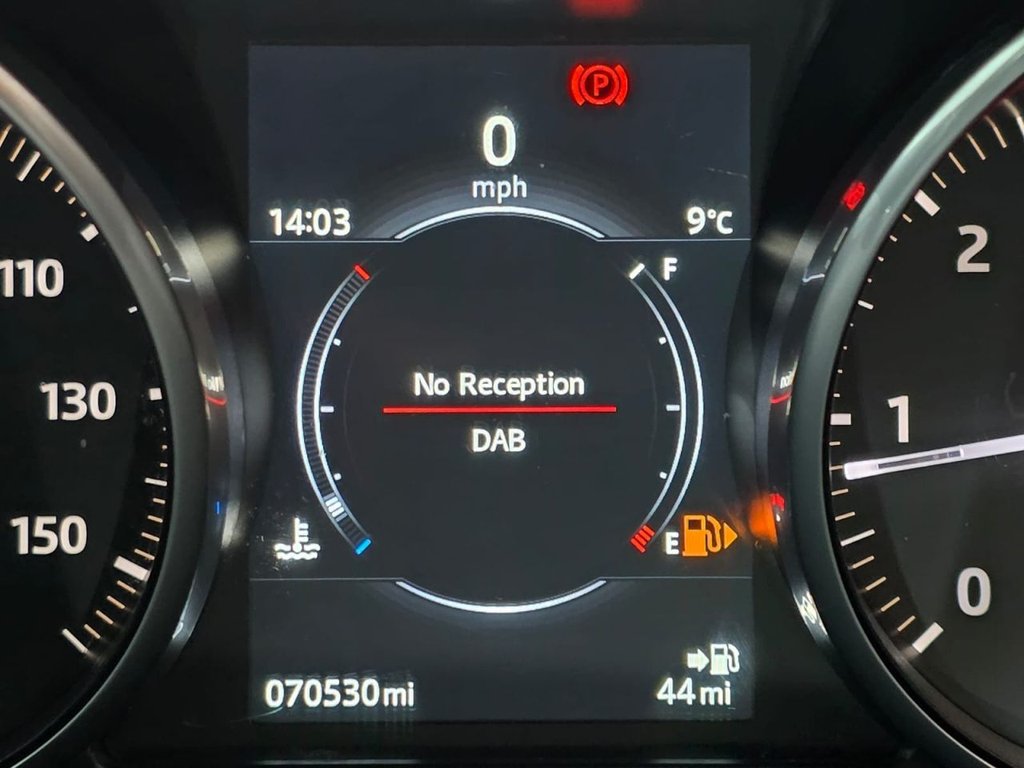 P
0
mph
14:03
9°C
F
110
2
No Reception
130
1
DAB
150
E
0
070530mi
44mi